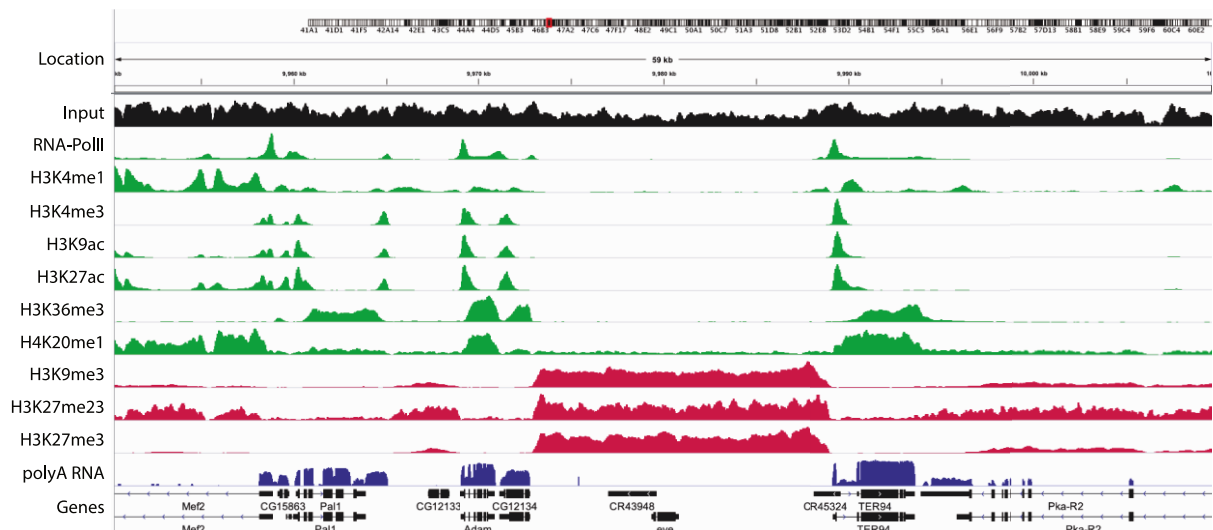 41A1 41D1 41F5 42A14 42E1 43C5 44A4 44D5 45B3 46B3 47A2 47C6 47F17 48E2 49C1 50A1 50C7 51A3 51D8 52B1 52E8 53D2 54B1 54F1 55C5 56A1 56E1 56F9 57B2 57D13 58B1 58E9 59C4 59F6 60C4 60E2
Location
59 kb
9,960 kb 9,970 kb 9,980 kb 9,990 kb 10,000 kb
Input
RNA-PolII
H3K4me1
H3K4me3
H3K9ac
H3K27ac
H3K36me3
H4K20me1
H3K9me3
H3K27me23
H3K27me3
polyA RNA
Genes
Mef2 CG15863 Pal1 CG12133 CG12134 CR43948 CR45324 TER94 Pka-R2
Mef2 Pal1 Adam eve TER94 Pka-R2